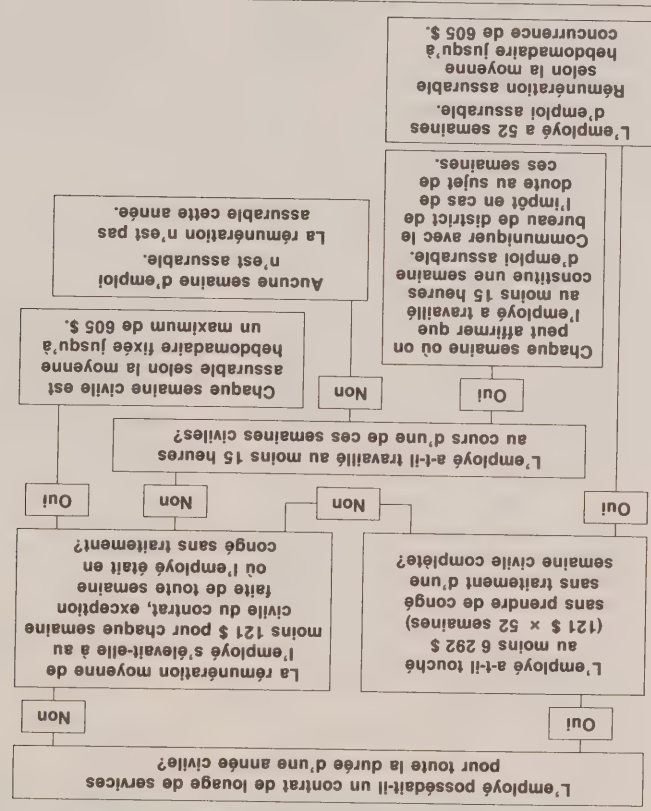 L'employé possédait-il un contrat de louage de services
pour toute la durée d'une année civile?
Oui
Non
L'employé a-t-il touché
au moins 6 292 $
(121 $ × 52 semaines)
sans prendre de congé
sans traitement d'une
semaine civile complète?
La rémunération moyenne de
l'employé s'élevait-elle à au
moins 121 $ pour chaque semaine
civile du contrat, exception
faite de toute semaine
où l'employé était en
congé sans traitement?
Oui
Non
Non
Oui
L'employé a-t-il travaillé au moins 15 heures
au cours d'une de ces semaines civiles?
Oui
Non
Chaque semaine où on
peut affirmer que
l'employé a travaillé
au moins 15 heures
constitue une semaine
d'emploi assurable.
Communiquer avec le
bureau de district de
l'impôt en cas de
doute au sujet de
ces semaines.
Chaque semaine civile est
assurable selon la moyenne
hebdomadaire fixée jusqu'à
un maximum de 605 $.
Aucune semaine d'emploi
n'est assurable.
La rémunération n'est pas
assurable cette année.
L'employé a 52 semaines
d'emploi assurable.
Rémunération assurable
selon la moyenne
hebdomadaire jusqu'à
concurrence de 605 $.